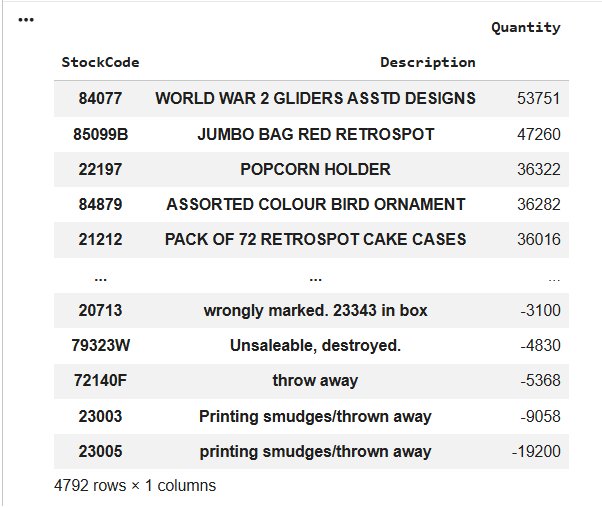 ...
Quantity
StockCode Description
84077 WORLD WAR 2 GLIDERS ASSTD DESIGNS 53751
85099B JUMBO BAG RED RETROSPOT 47260
22197 POPCORN HOLDER 36322
84879 ASSORTED COLOUR BIRD ORNAMENT 36282
21212 PACK OF 72 RETROSPOT CAKE CASES 36016
... ... ...
20713 wrongly marked. 23343 in box -3100
79323W Unsaleable, destroyed. -4830
72140F throw away -5368
23003 Printing smudges/thrown away -9058
23005 printing smudges/thrown away -19200
4792 rows × 1 columns